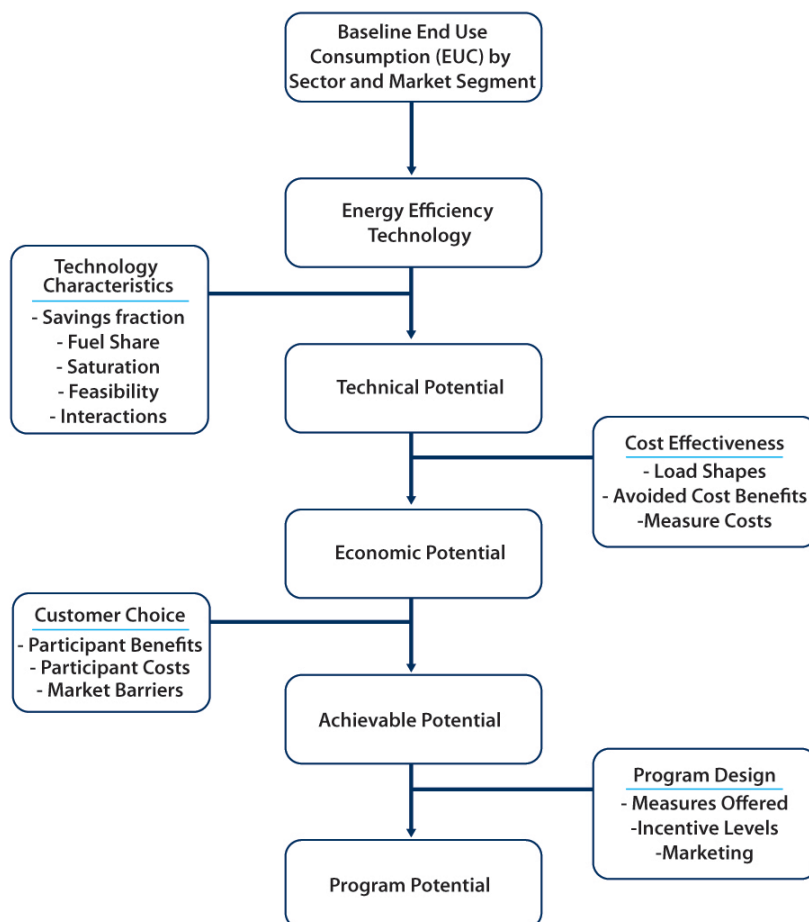 Baseline End Use
Consumption (EUC) by
Sector and Market Segment
Energy Efficiency
Technology
Technology
Characteristics
- Savings fraction
- Fuel Share
- Saturation
- Feasibility
- Interactions
Technical Potential
Cost Effectiveness
- Load Shapes
- Avoided Cost Benefits
-Measure Costs
Economic Potential
Customer Choice
- Participant Benefits
- Participant Costs
- Market Barriers
Achievable Potential
Program Design
- Measures Offered
-Incentive Levels
-Marketing
Program Potential